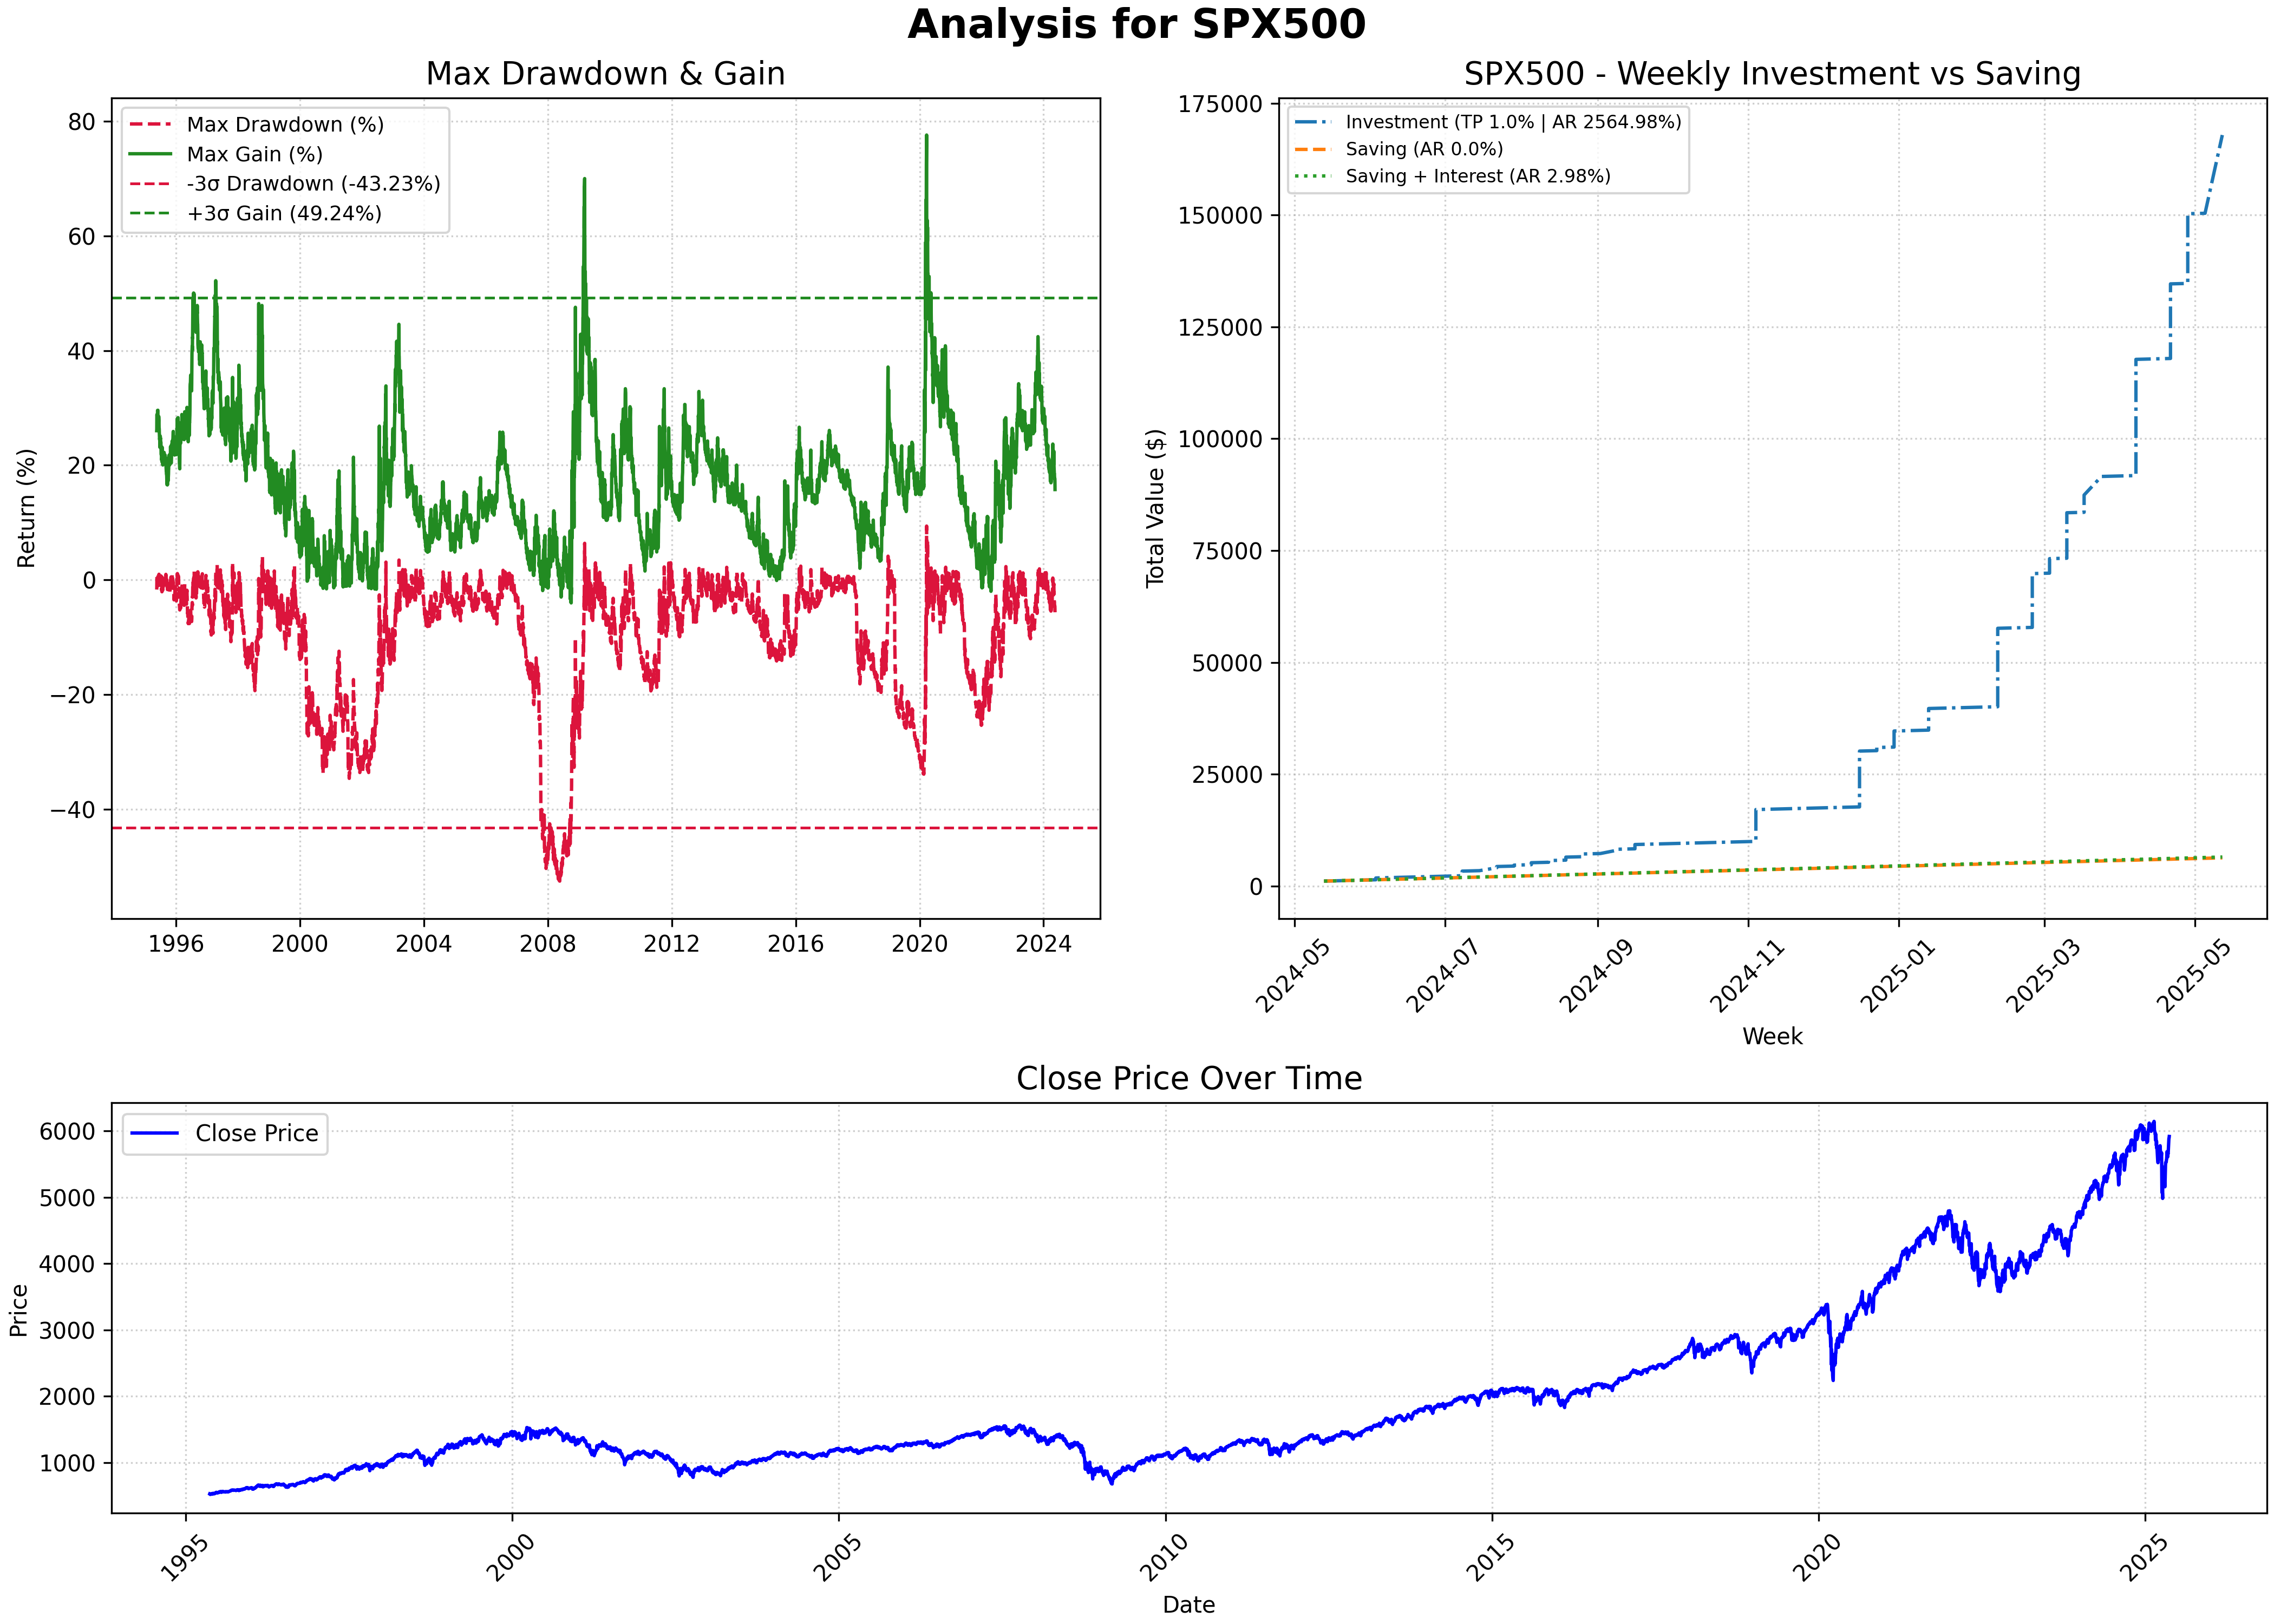 Analysis for SPX500
Max Drawdown & Gain
Return (%)
80
60
40
20
0
−20
−40
Max Drawdown (%)
Max Gain (%)
-3σ Drawdown (-43.23%)
+3σ Gain (49.24%)
1996
2000
2004
2008
2012
2016
2020
2024
SPX500 - Weekly Investment vs Saving
Total Value ($)
175000
150000
125000
100000
75000
50000
25000
0
Investment (TP 1.0% | AR 2564.98%)
Saving (AR 0.0%)
Saving + Interest (AR 2.98%)
2024-05
2024-07
2024-09
2024-11
2025-01
2025-03
2025-05
Week
Close Price Over Time
Price
6000
5000
4000
3000
2000
1000
Close Price
1995
2000
2005
2010
2015
2020
2025
Date